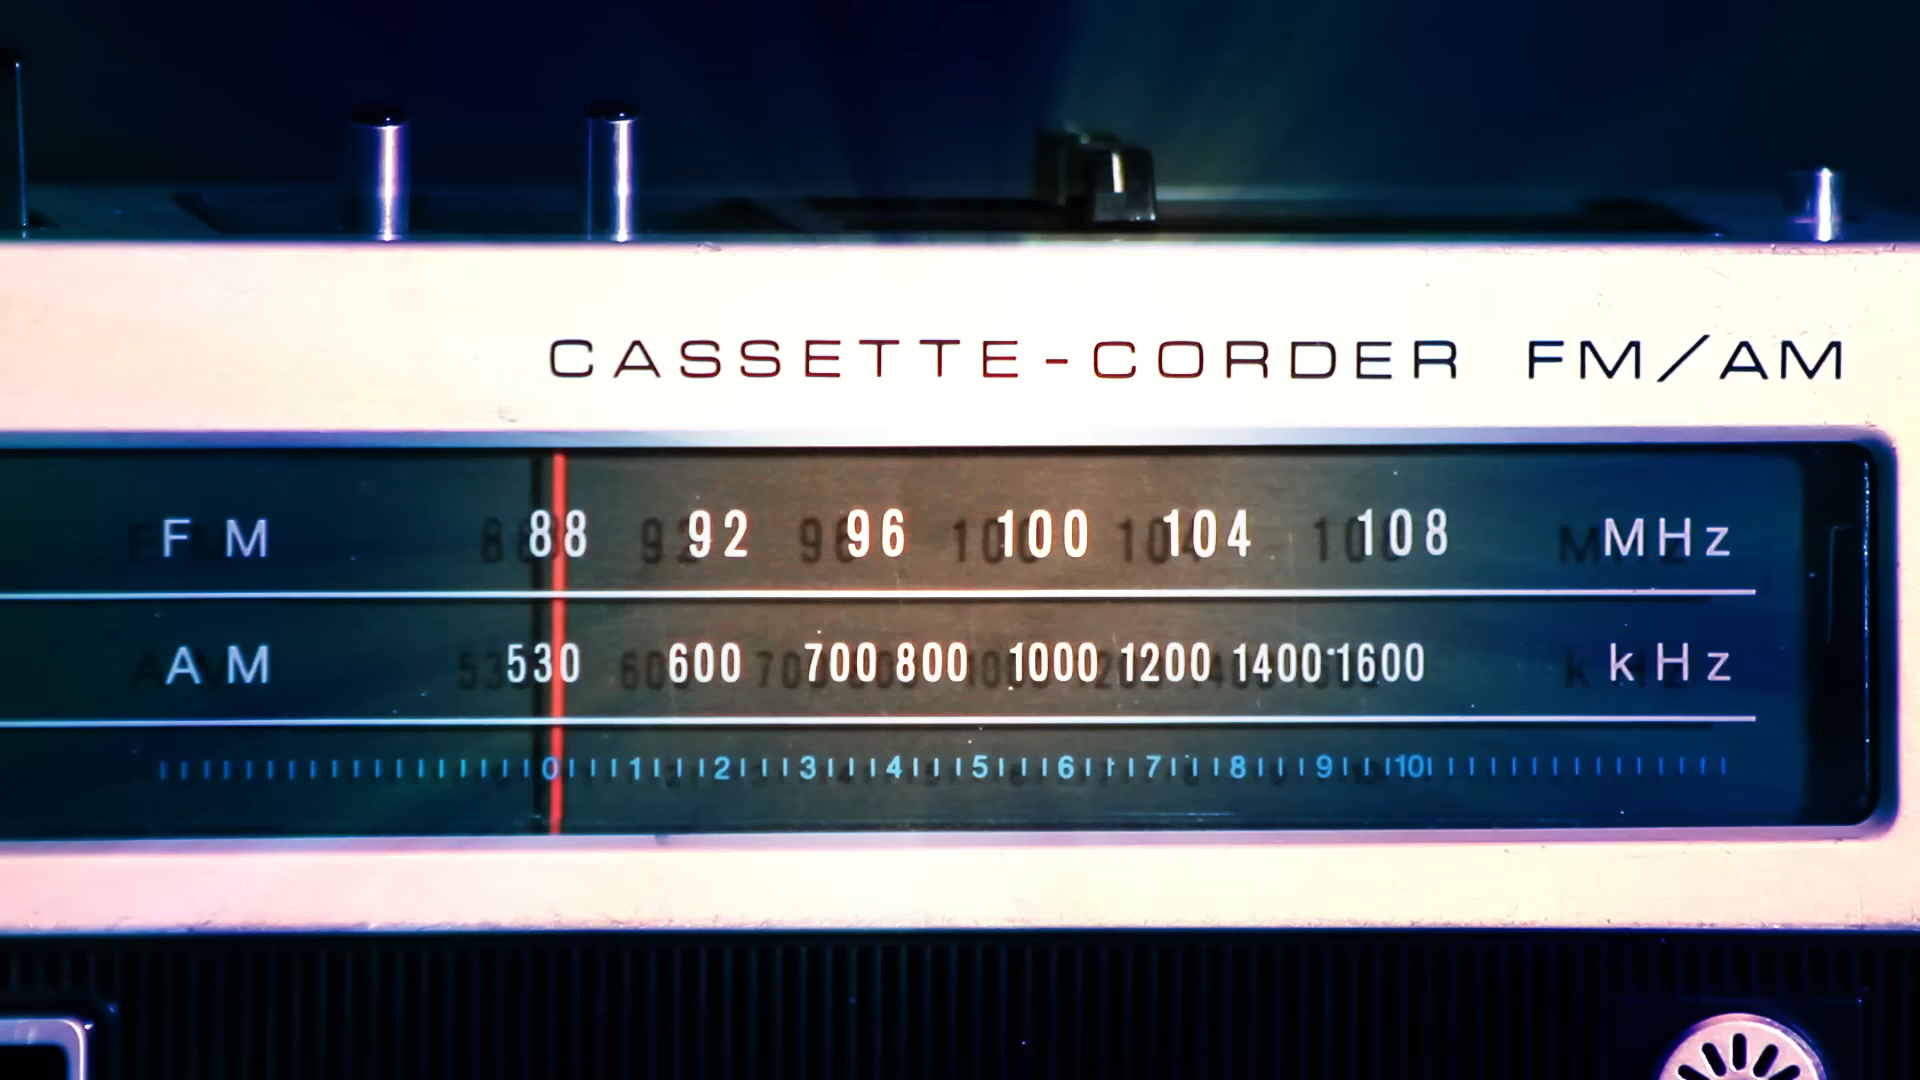 CASSETTE-CORDER FM/AM
FM 88 92 96 100 104 108 MHz
AM 530 600 700 800 1000 1200 1400 1600 kHz
0 1 2 3 4 5 6 7 8 9 10